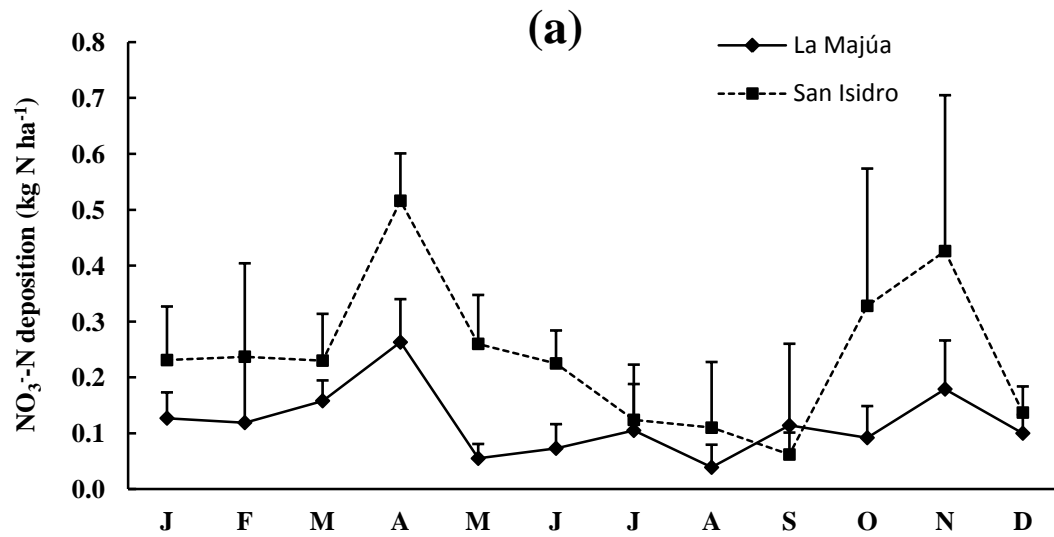 (a)
La Majúa
San Isidro
NO₃⁻-N deposition (kg N ha⁻¹)
0.8
0.7
0.6
0.5
0.4
0.3
0.2
0.1
0.0
J F M A M J J A S O N D